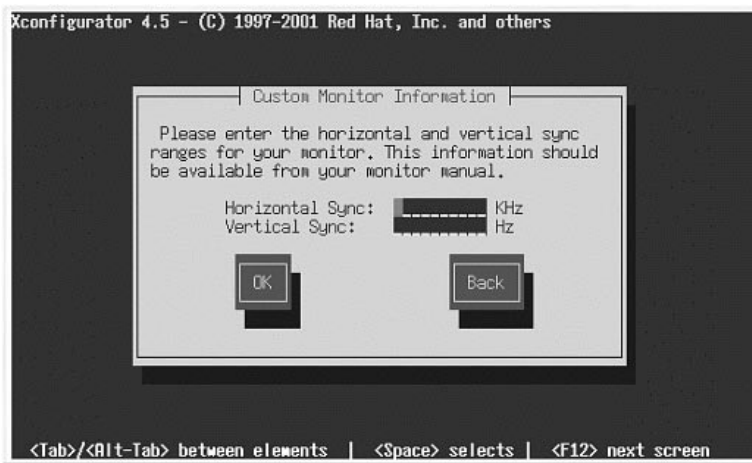 Xconfigurator 4.5 - (C) 1997-2001 Red Hat, Inc. and others
Custom Monitor Information
Please enter the horizontal and vertical sync
ranges for your monitor. This information should
be available from your monitor manual.
Horizontal Sync: KHz
Vertical Sync: Hz
OK Back
<Tab>/<Alt-Tab> between elements | <Space> selects | <F12> next screen